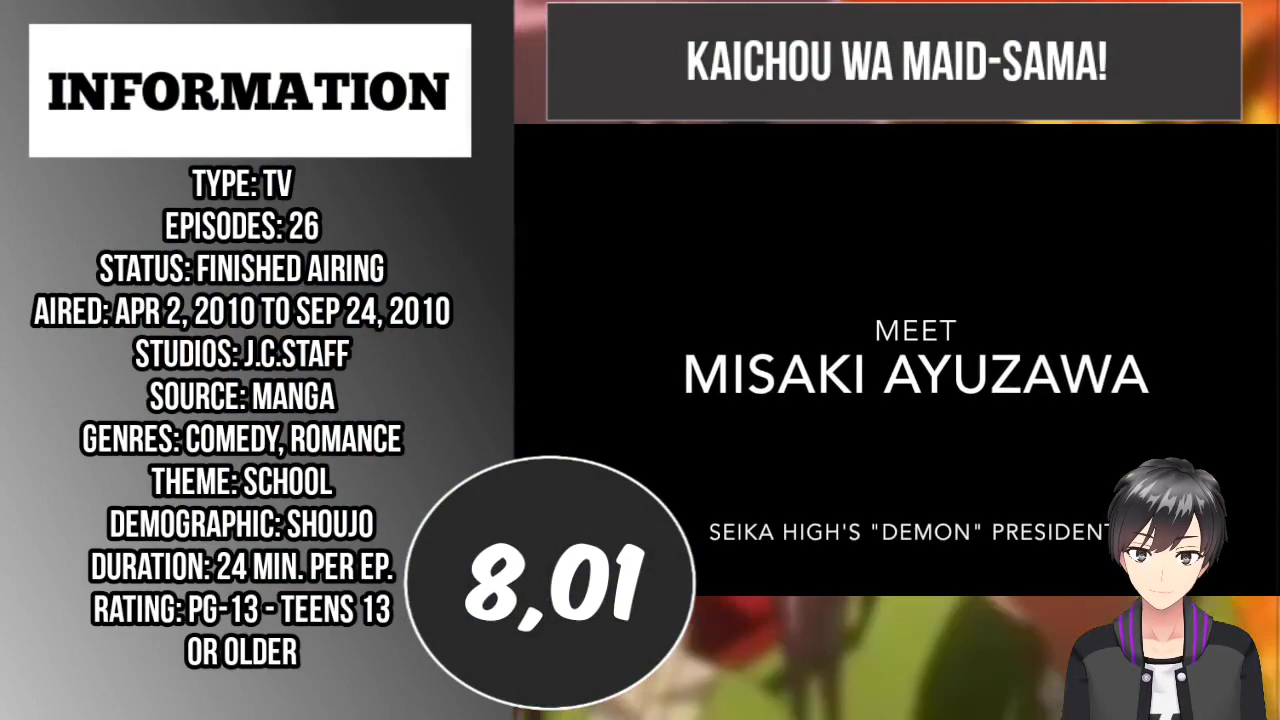 INFORMATION
TYPE: TV
EPISODES: 26
STATUS: FINISHED AIRING
AIRED: APR 2, 2010 TO SEP 24, 2010
STUDIOS: J.C.STAFF
SOURCE: MANGA
GENRES: COMEDY, ROMANCE
THEME: SCHOOL
DEMOGRAPHIC: SHOUJO
DURATION: 24 MIN. PER EP.
RATING: PG-13 - TEENS 13
OR OLDER
8,01
KAICHOU WA MAID-SAMA!
MEET
MISAKI AYUZAWA
SEIKA HIGH'S "DEMON" PRESIDENT